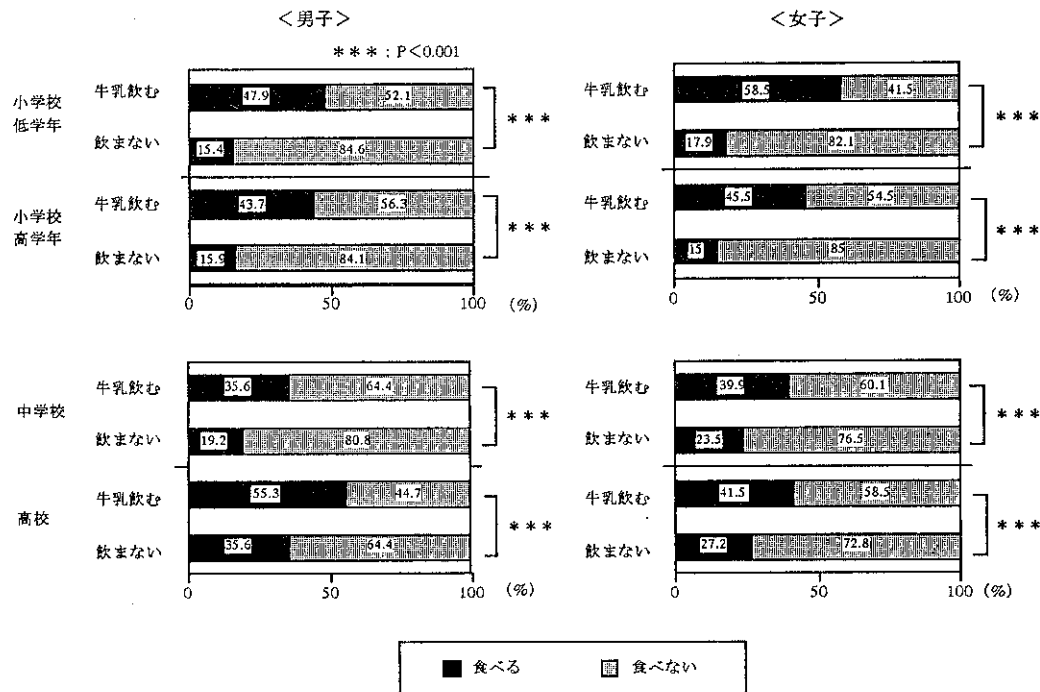 ＜男子＞ ＜女子＞
＊＊＊：P＜0.001
小学校
低学年
牛乳飲む 47.9 52.1
飲まない 15.4 84.6
＊＊＊
牛乳飲む 58.5 41.5
飲まない 17.9 82.1
＊＊＊
小学校
高学年
牛乳飲む 43.7 56.3
飲まない 15.9 84.1
＊＊＊
牛乳飲む 45.5 54.5
飲まない 15 85
＊＊＊
0 50 100 (%)
0 50 100 (%)
中学校
牛乳飲む 35.6 64.4
飲まない 19.2 80.8
＊＊＊
牛乳飲む 39.9 60.1
飲まない 23.5 76.5
＊＊＊
高校
牛乳飲む 55.3 44.7
飲まない 35.6 64.4
＊＊＊
牛乳飲む 41.5 58.5
飲まない 27.2 72.8
＊＊＊
0 50 100 (%)
0 50 100 (%)
食べる 食べない